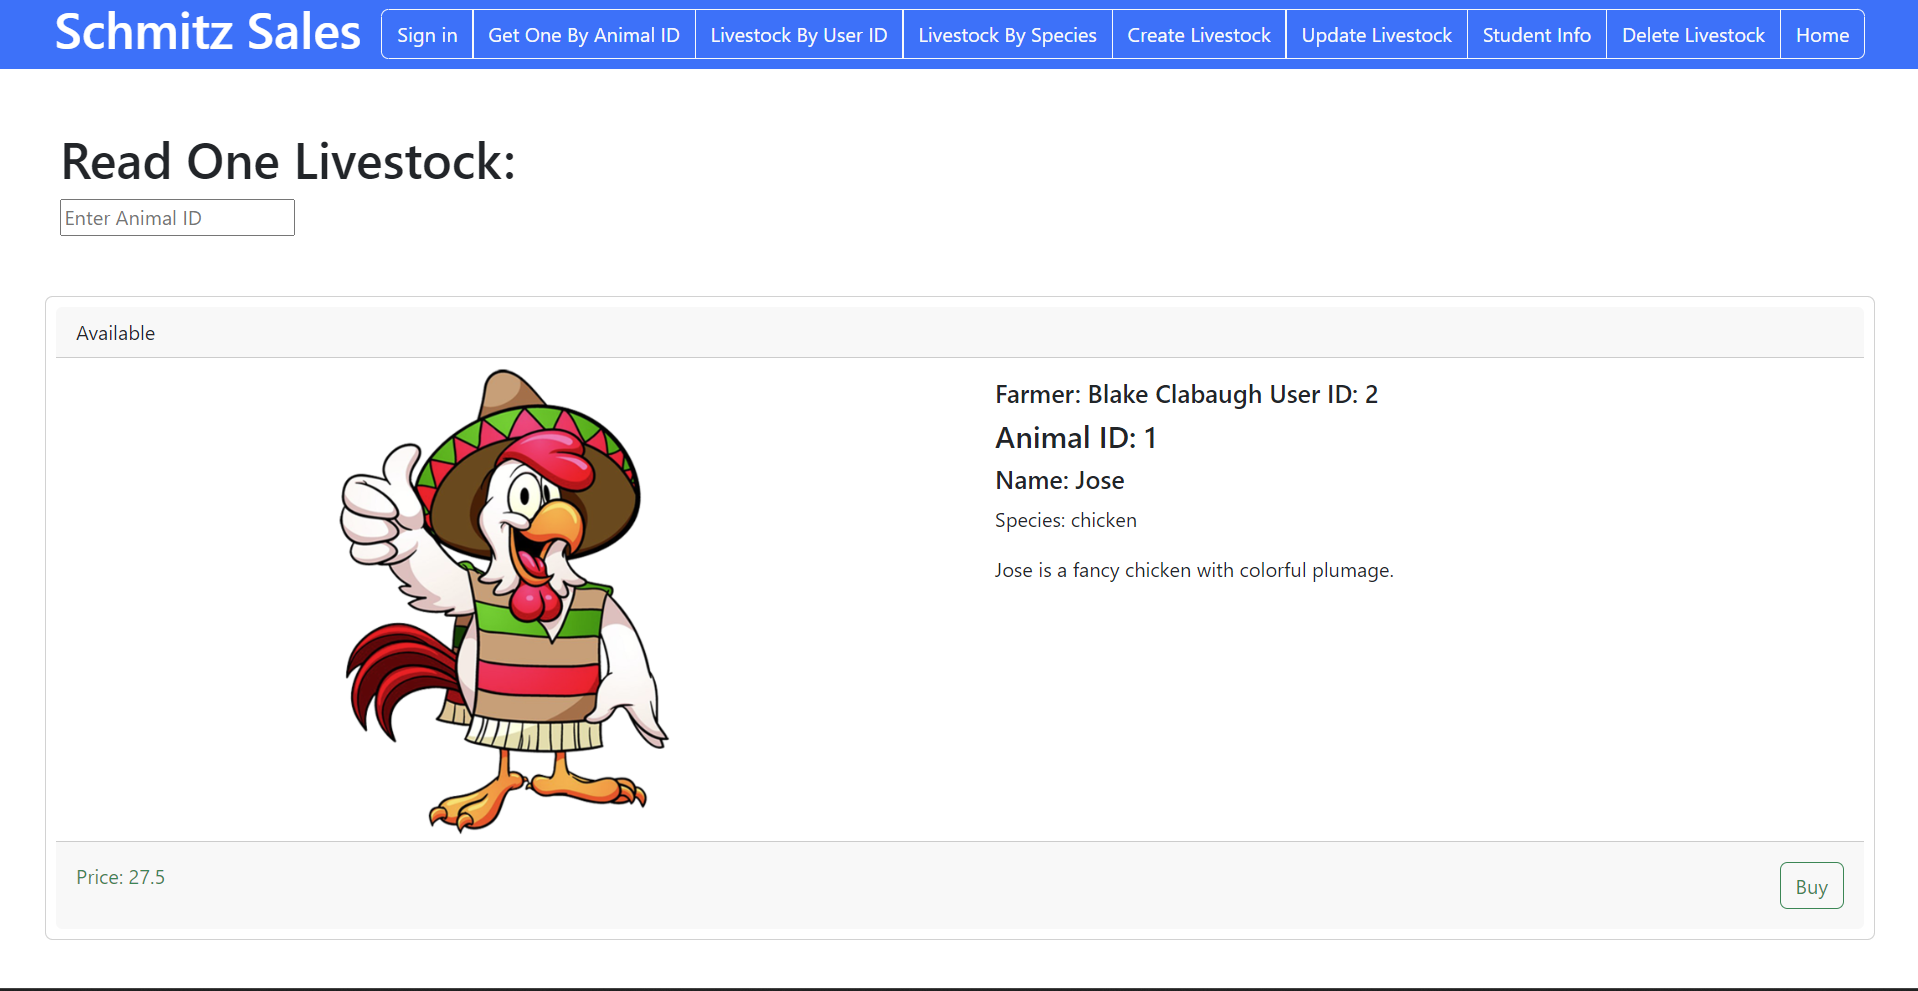 Schmitz Sales
Sign in
Get One By Animal ID
Livestock By User ID
Livestock By Species
Create Livestock
Update Livestock
Student Info
Delete Livestock
Home
Read One Livestock:
Enter Animal ID
Available
Farmer: Blake Clabaugh User ID: 2
Animal ID: 1
Name: Jose
Species: chicken
Jose is a fancy chicken with colorful plumage.
Price: 27.5
Buy